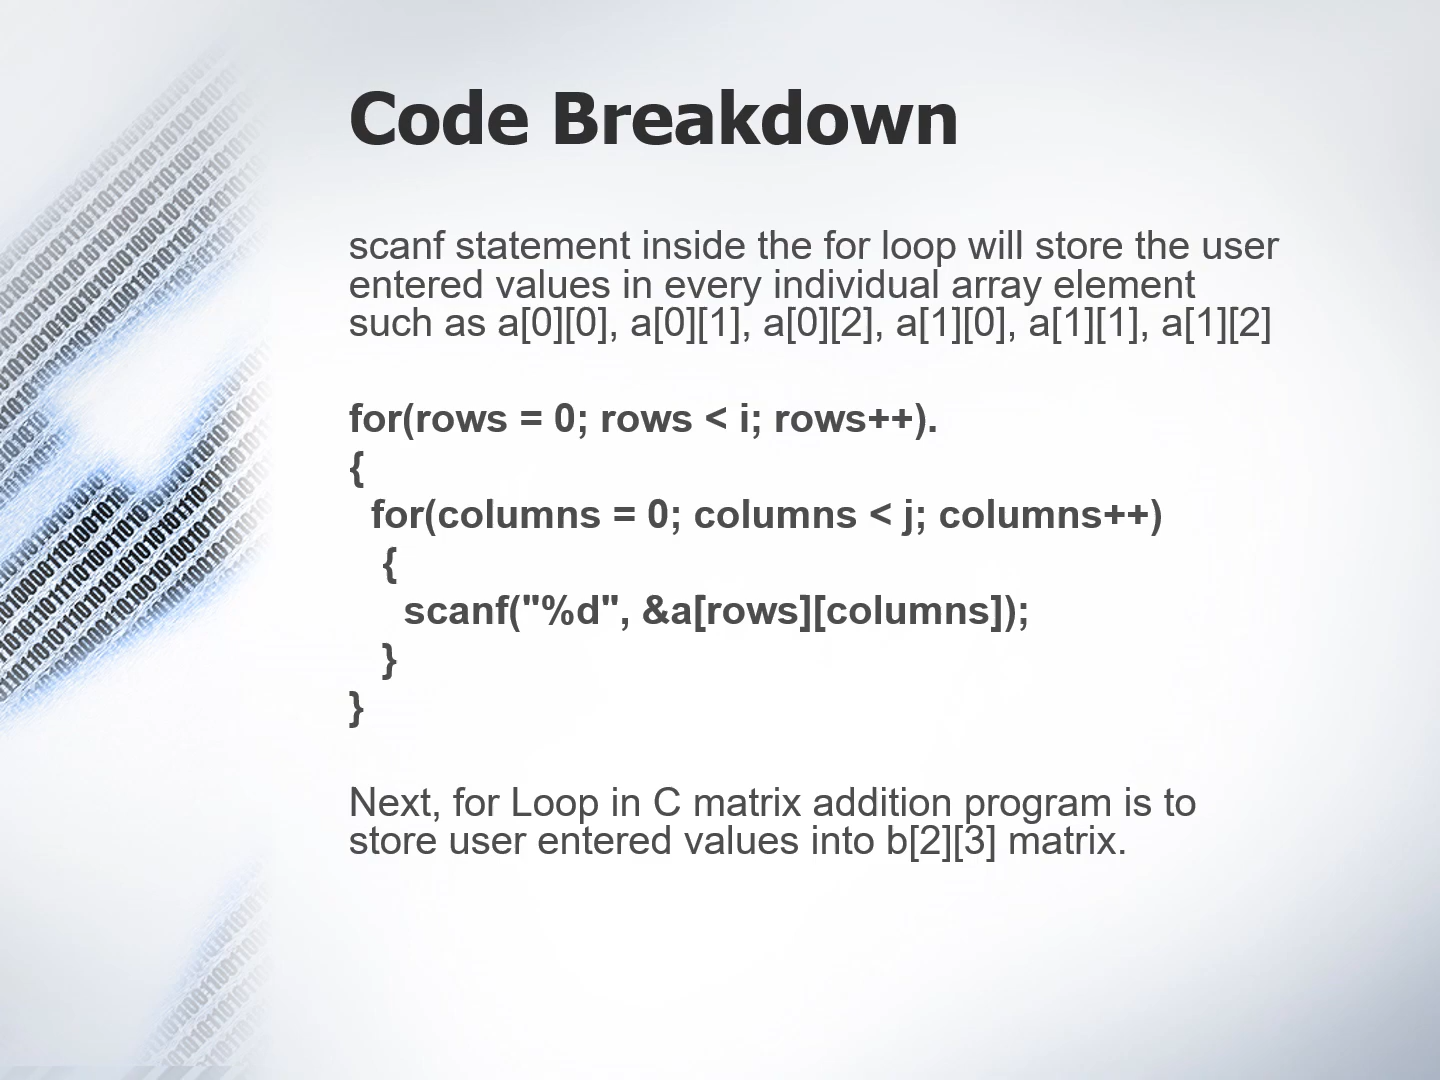 Code Breakdown
scanf statement inside the for loop will store the user
entered values in every individual array element
such as a[0][0], a[0][1], a[0][2], a[1][0], a[1][1], a[1][2]
for(rows = 0; rows < i; rows++).
{
for(columns = 0; columns < j; columns++)
{
scanf("%d", &a[rows][columns]);
}
}
Next, for Loop in C matrix addition program is to
store user entered values into b[2][3] matrix.